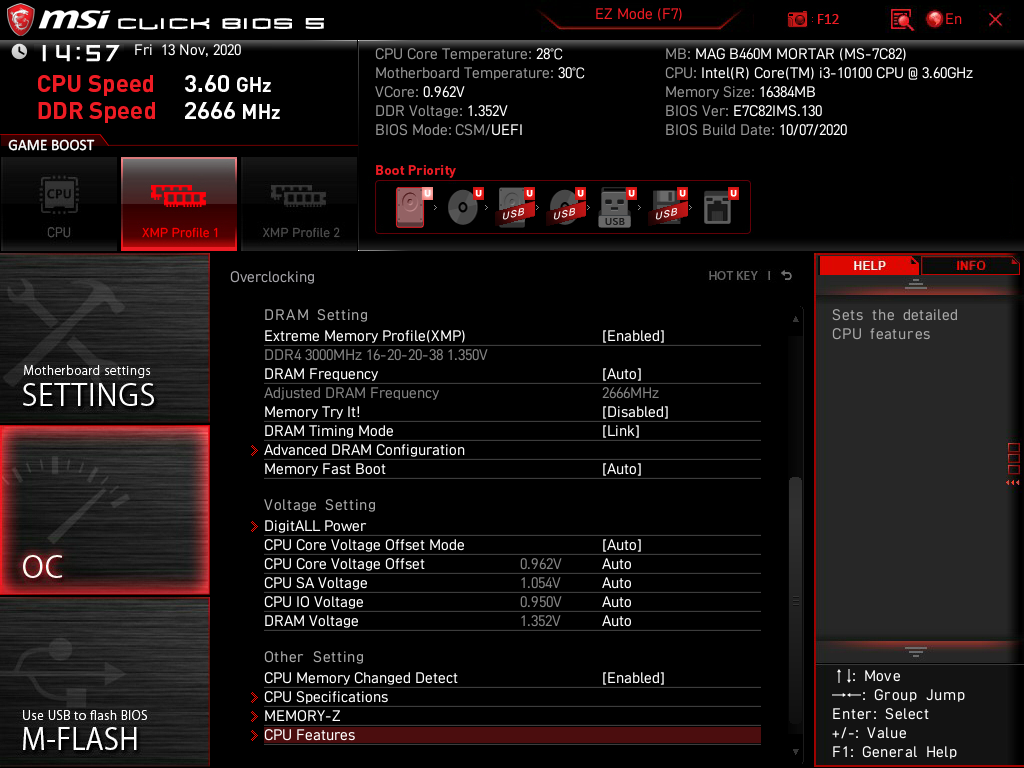 msi CLICK BIOS 5
EZ Mode (F7)
F12
En
14:57 Fri 13 Nov, 2020
CPU Speed 3.60 GHz
DDR Speed 2666 MHz
CPU Core Temperature: 28°C
Motherboard Temperature: 30°C
VCore: 0.962V
DDR Voltage: 1.352V
BIOS Mode: CSM/UEFI
MB: MAG B460M MORTAR (MS-7C82)
CPU: Intel(R) Core(TM) i3-10100 CPU @ 3.60GHz
Memory Size: 16384MB
BIOS Ver: E7C82IMS.130
BIOS Build Date: 10/07/2020
GAME BOOST
CPU
CPU
XMP Profile 1
XMP Profile 2
Boot Priority
U U U U U U U
USB USB USB USB
Motherboard settings
SETTINGS
OC
Use USB to flash BIOS
M-FLASH
Overclocking
HOT KEY |
DRAM Setting
Extreme Memory Profile(XMP) [Enabled]
DDR4 3000MHz 16-20-20-38 1.350V
DRAM Frequency [Auto]
Adjusted DRAM Frequency 2666MHz
Memory Try It! [Disabled]
DRAM Timing Mode [Link]
Advanced DRAM Configuration
Memory Fast Boot [Auto]
Voltage Setting
DigitALL Power
CPU Core Voltage Offset Mode [Auto]
CPU Core Voltage Offset 0.962V Auto
CPU SA Voltage 1.054V Auto
CPU IO Voltage 0.950V Auto
DRAM Voltage 1.352V Auto
Other Setting
CPU Memory Changed Detect [Enabled]
CPU Specifications
MEMORY-Z
CPU Features
HELP
INFO
Sets the detailed
CPU features
↑↓: Move
→←: Group Jump
Enter: Select
+/-: Value
F1: General Help